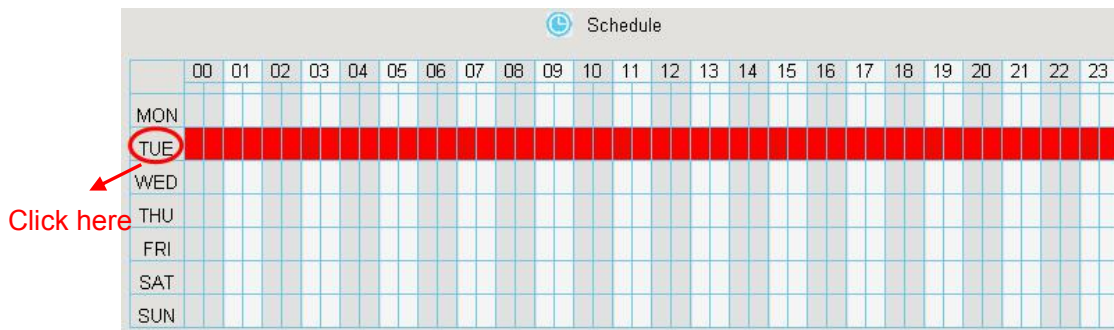 Schedule
00 01 02 03 04 05 06 07 08 09 10 11 12 13 14 15 16 17 18 19 20 21 22 23
MON
TUE
WED
Click here
THU
FRI
SAT
SUN